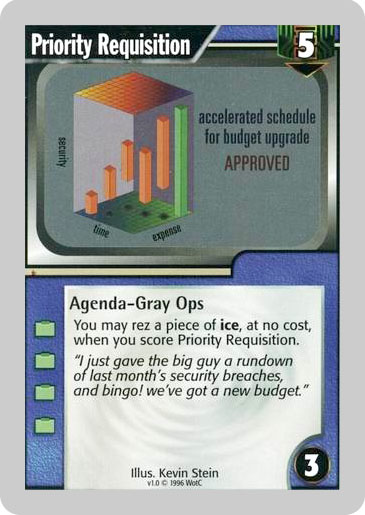 Priority Requisition
5
accelerated schedule
for budget upgrade
APPROVED
security
time
expense
Agenda–Gray Ops
You may rez a piece of ice, at no cost,
when you score Priority Requisition.
“I just gave the big guy a rundown
of last month’s security breaches,
and bingo! we’ve got a new budget.”
3
Illus. Kevin Stein
v1.0 © 1996 WotC